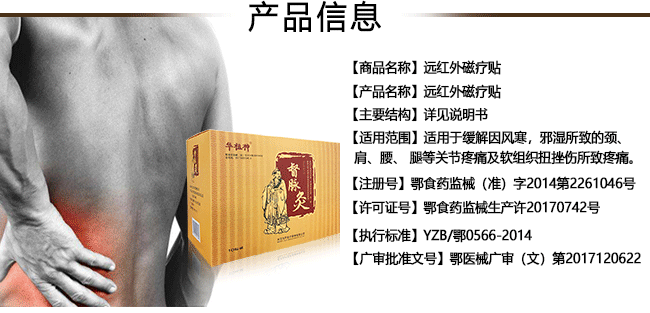 产品信息
【商品名称】远红外磁疗贴
【产品名称】远红外磁疗贴
【主要结构】详见说明书
【适用范围】适用于缓解因风寒，邪湿所致的颈、
肩、腰、 腿等关节疼痛及软组织扭挫伤所致疼痛。
【注册号】鄂食药监械（准）字2014第2261046号
【许可证号】鄂食药监械生产许20170742号
【执行标准】YZB/鄂0566-2014
【广审批准文号】鄂医械广审（文）第2017120622
华祖牌
督脉灸